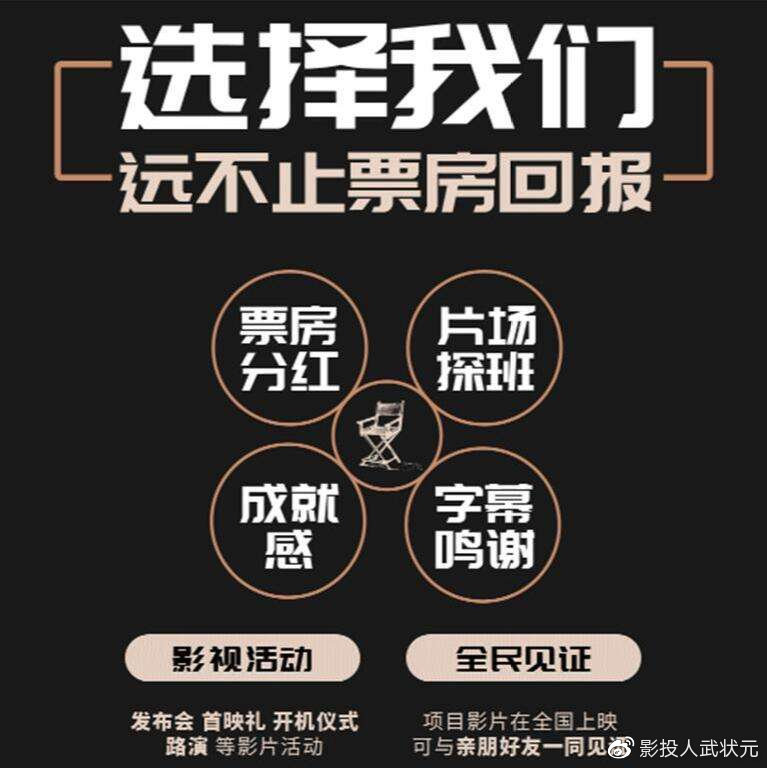 选择我们
远不止票房回报
票房
分红
片场
探班
成就
感
字幕
鸣谢
影视活动
全民见证
发布会 首映礼 开机仪式
路演 等影片活动
项目影片在全国上映
可与亲朋好友一同见
影投人武状元